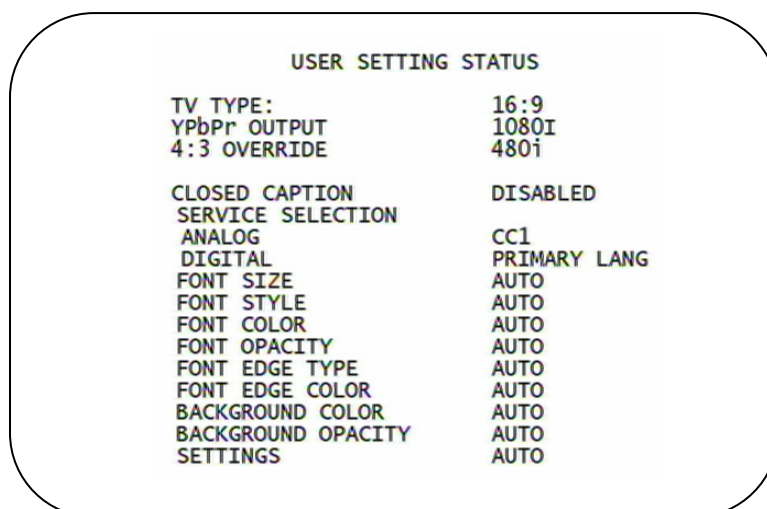 USER SETTING STATUS
TV TYPE: 16:9
YPbPr OUTPUT 1080I
4:3 OVERRIDE 480i
CLOSED CAPTION DISABLED
SERVICE SELECTION
ANALOG CC1
DIGITAL PRIMARY LANG
FONT SIZE AUTO
FONT STYLE AUTO
FONT COLOR AUTO
FONT OPACITY AUTO
FONT EDGE TYPE AUTO
FONT EDGE COLOR AUTO
BACKGROUND COLOR AUTO
BACKGROUND OPACITY AUTO
SETTINGS AUTO